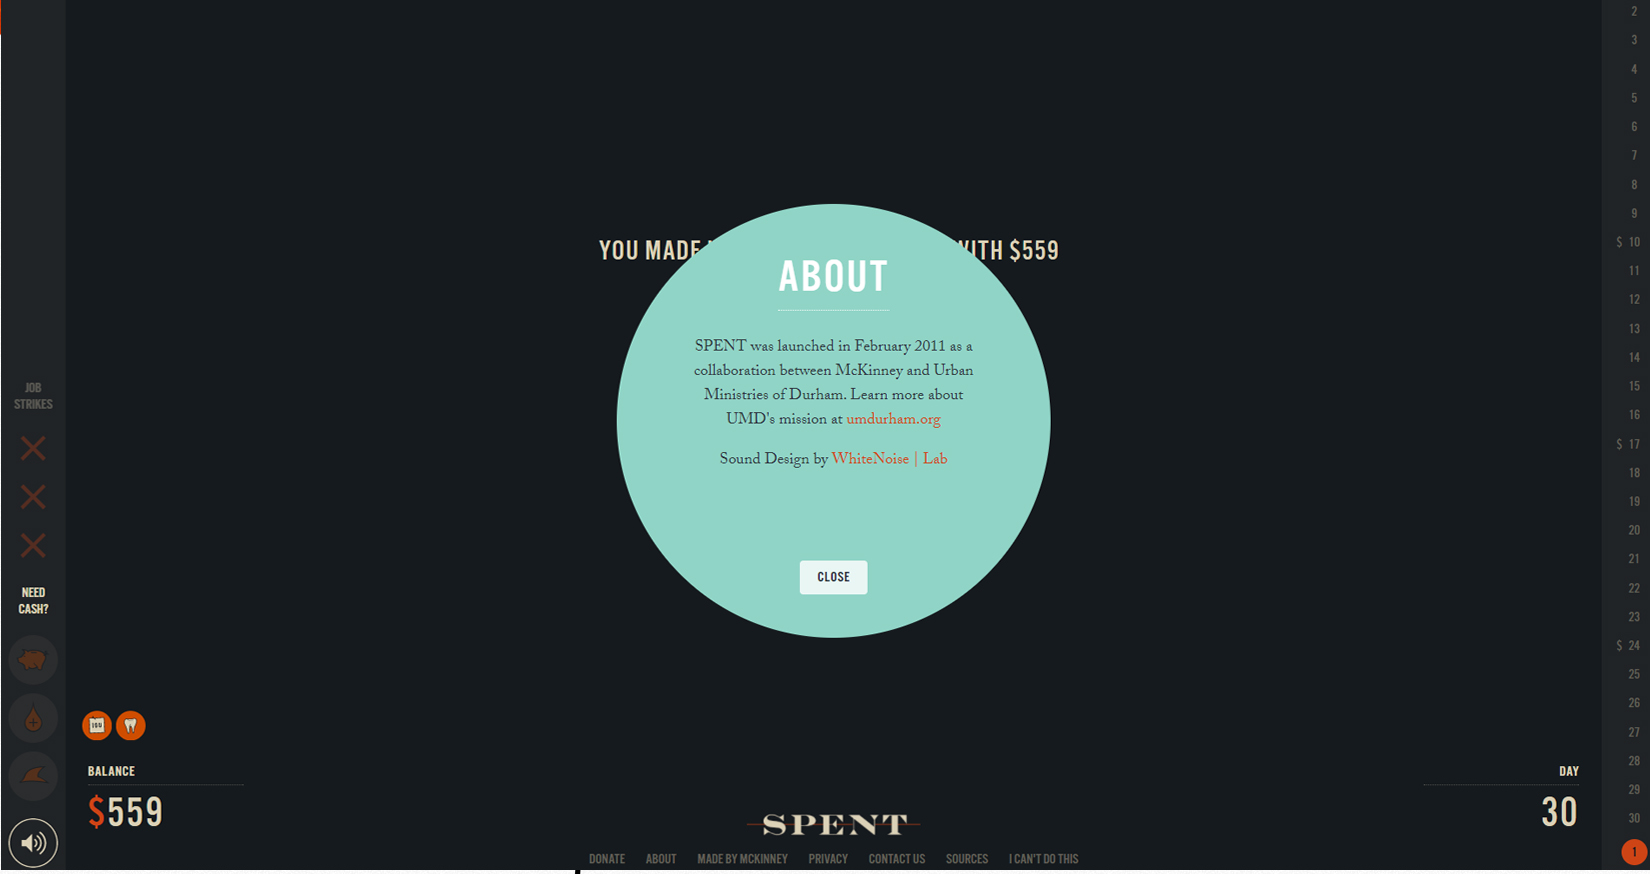 YOU MADE
WITH $559
ABOUT
SPENT was launched in February 2011 as a
collaboration between McKinney and Urban
Ministries of Durham. Learn more about
UMD's mission at umdurham.org
Sound Design by WhiteNoise | Lab
CLOSE
JOB
STRIKES
NEED
CASH?
BALANCE
$559
DAY
30
SPENT
DONATE ABOUT MADE BY MCKINNEY PRIVACY CONTACT US SOURCES I CAN'T DO THIS
2
3
4
5
6
7
8
9
$ 10
11
12
13
14
15
16
$ 17
18
19
20
21
22
23
$ 24
25
26
27
28
29
30
1